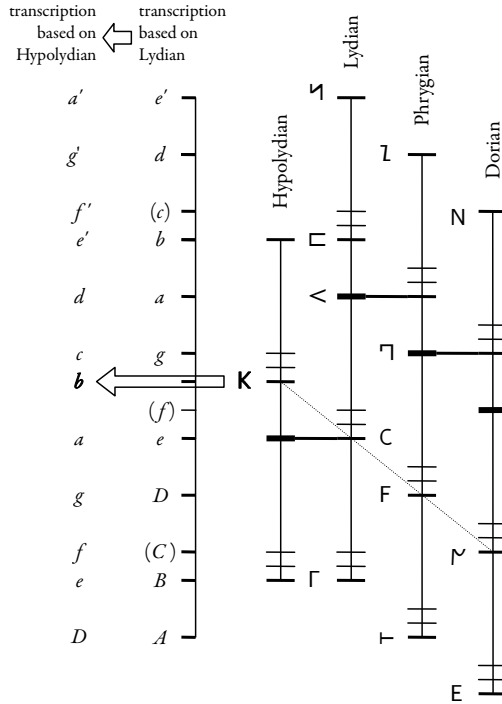 transcription based on Hypolydian
transcription based on Lydian
Hypolydian
Lydian
Phrygian
Dorian
a' e' И
g' d
f' (c) N
e' b ⊏
d a <
c g
b K
(f)
a e C
g D F
f (C)
e B Γ
D A ⊢
E